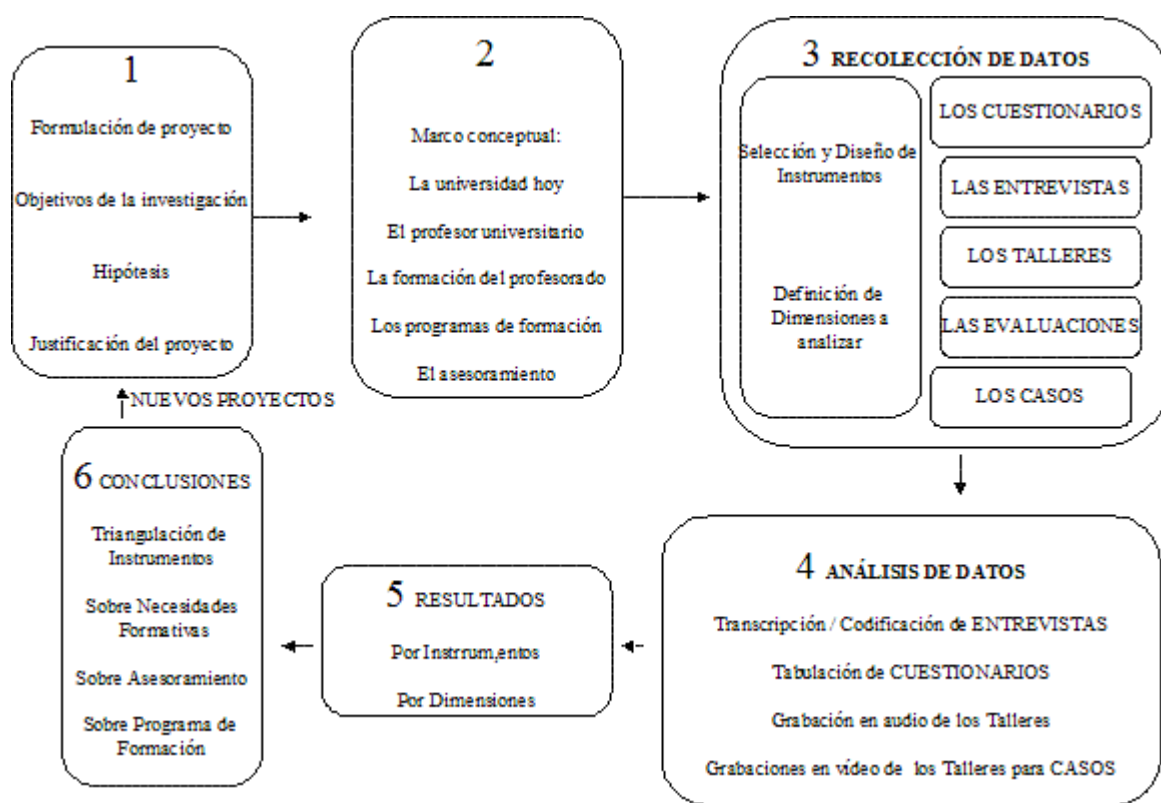 1
Formulación de proyecto
Objetivos de la investigación
Hipótesis
Justificación del proyecto
2
Marco conceptual:
La universidad hoy
El profesor universitario
La formación del profesorado
Los programas de formación
El asesoramiento
3 RECOLECCIÓN DE DATOS
Selección y Diseño de
Instrumentos
Definición de
Dimensiones a
analizar
LOS CUESTIONARIOS
LAS ENTREVISTAS
LOS TALLERES
LAS EVALUACIONES
LOS CASOS
4 ANÁLISIS DE DATOS
Transcripción / Codificación de ENTREVISTAS
Tabulación de CUESTIONARIOS
Grabación en audio de los Talleres
Grabaciones en vídeo de los Talleres para CASOS
5 RESULTADOS
Por Instrrum,entos
Por Dimensiones
6 CONCLUSIONES
Triangulación de
Instrumentos
Sobre Necesidades
Formativas
Sobre Asesoramiento
Sobre Programa de
Formación
NUEVOS PROYECTOS